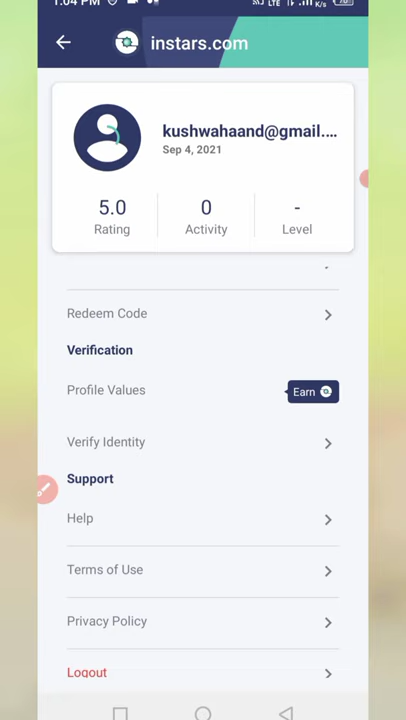 1:04 PM
LTE
K/s
instars.com
kushwahaand@gmail....
Sep 4, 2021
5.0
0
-
Rating
Activity
Level
Redeem Code
Verification
Profile Values
Earn
Verify Identity
Support
Help
Terms of Use
Privacy Policy
Logout